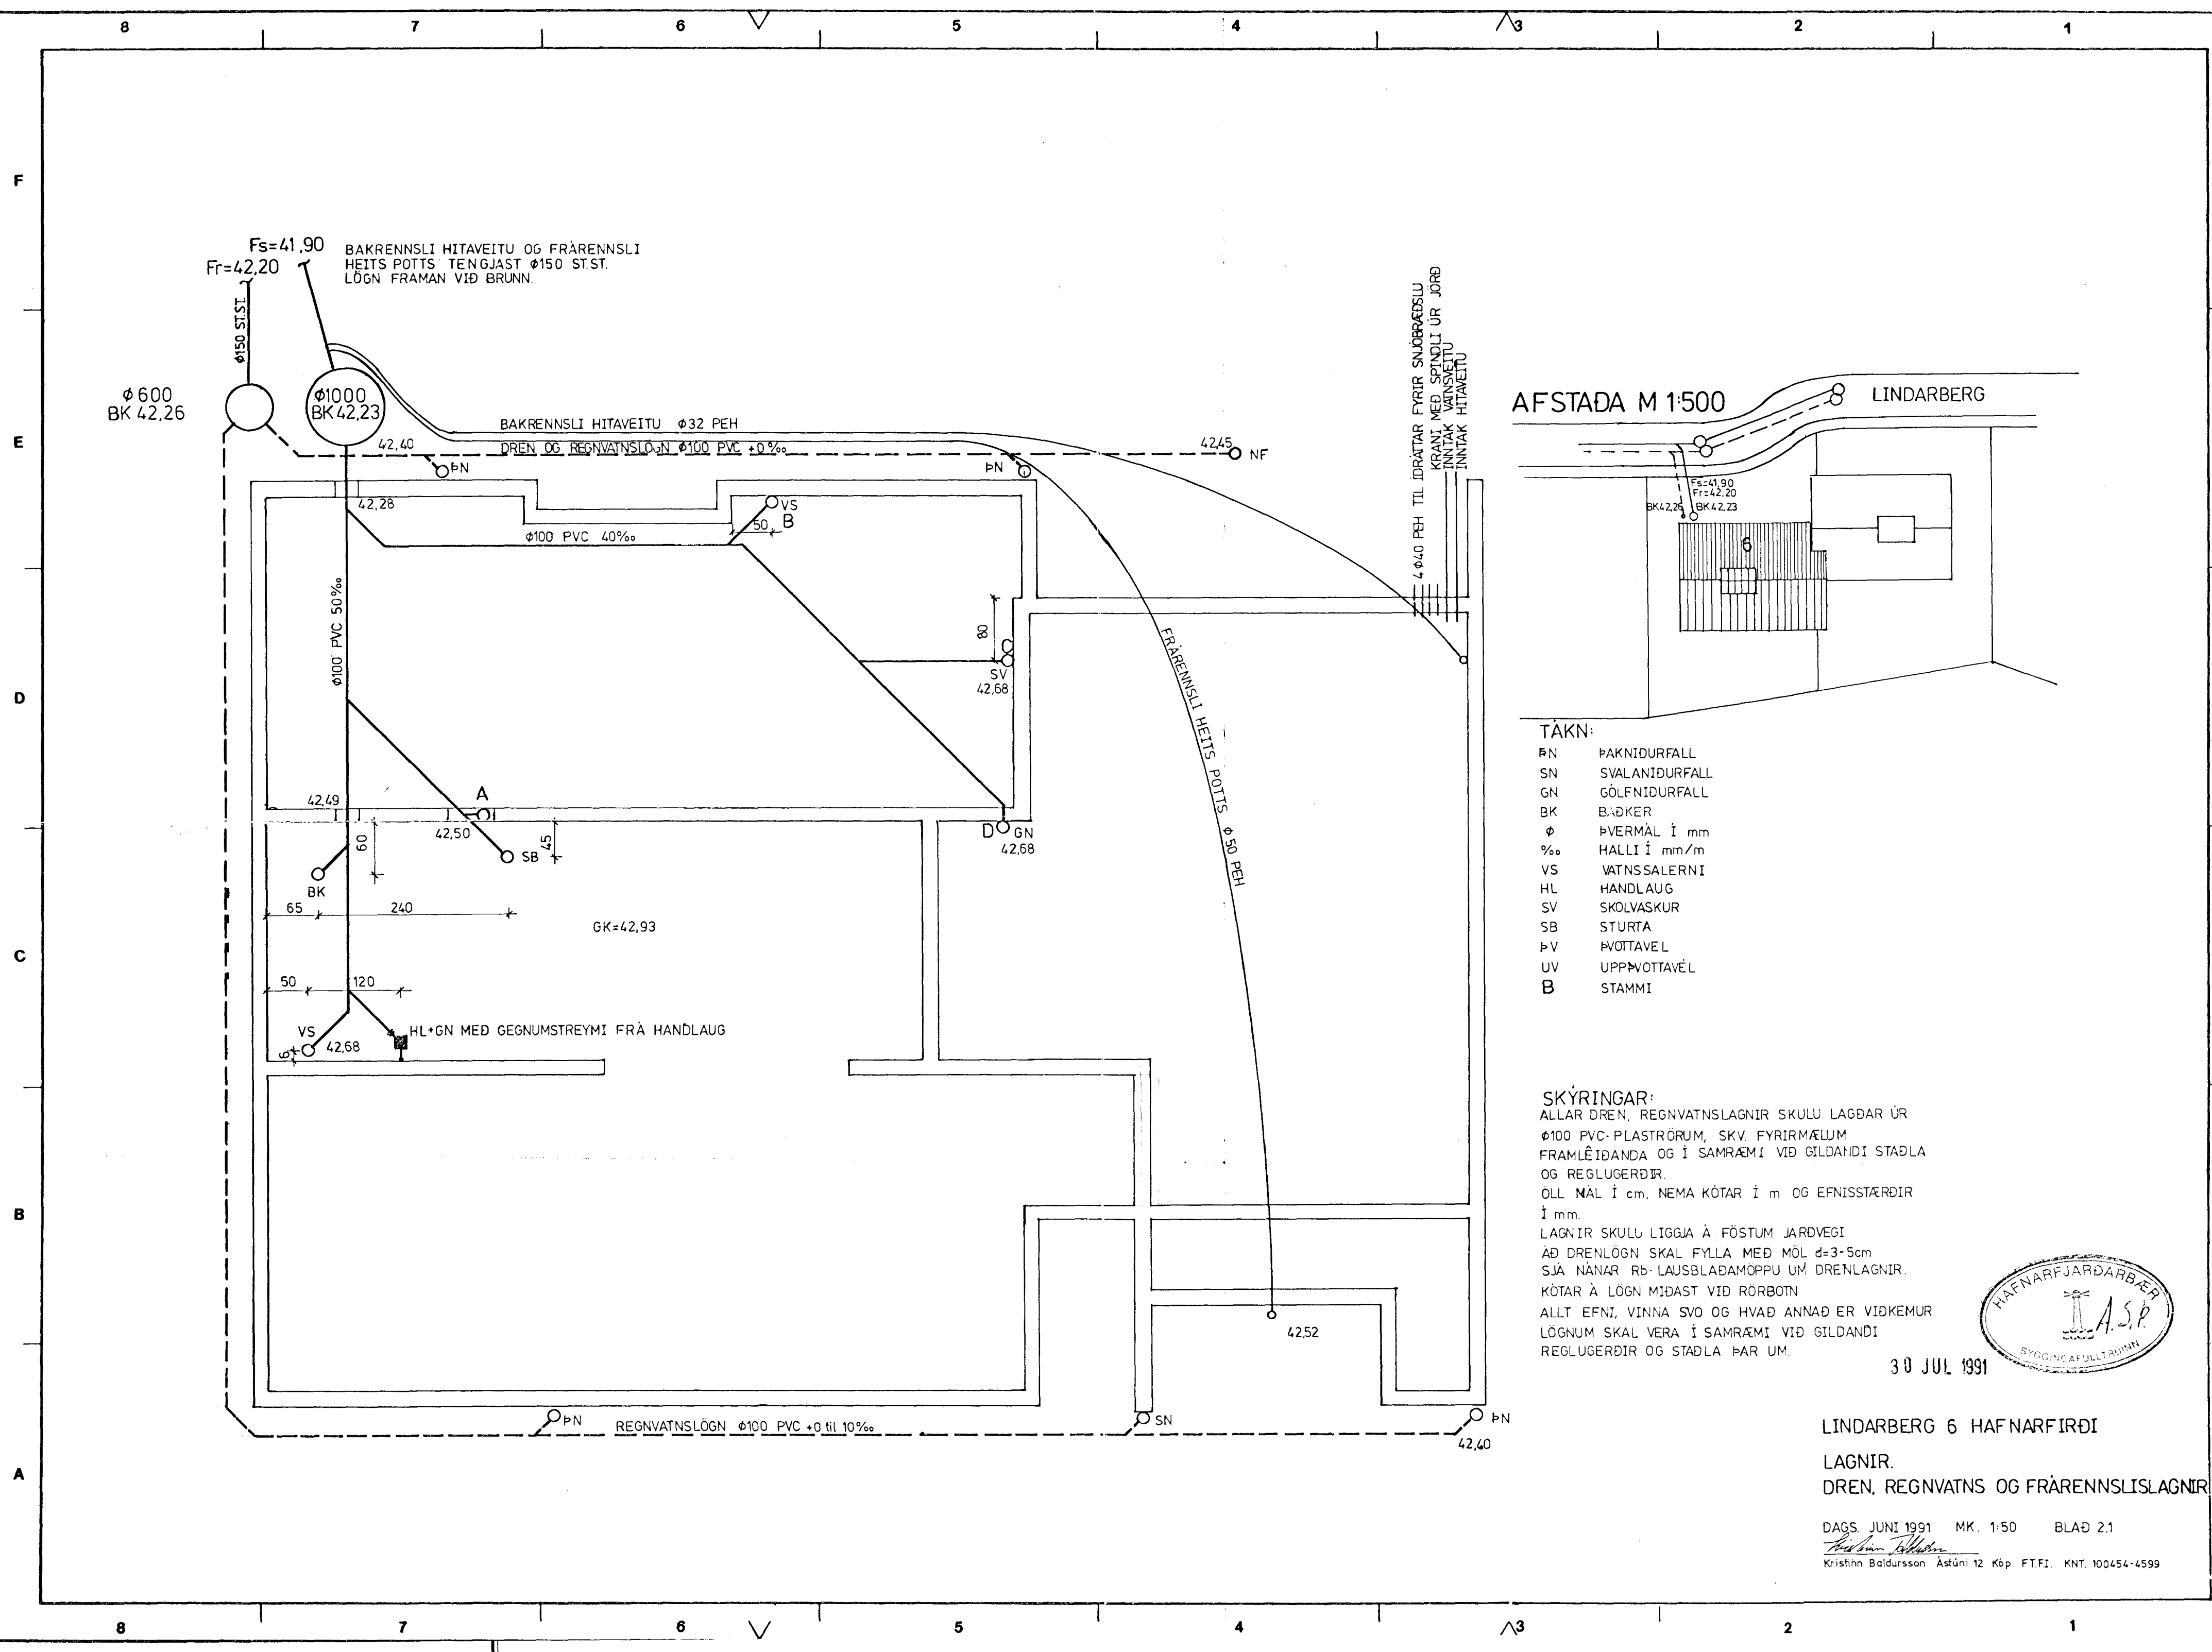 8 7 6 5 4 3 2 1
F
E
D
C
B
A
Fs=41,90
Fr=42,20
BAKRENNSLI HITAVEITU OG FRÁRENNSLI
HEITS POTTS TENGJAST Φ150 ST.ST.
LÖGN FRAMAN VIÐ BRUNN.
Φ150 ST.ST.
Φ600
BK 42,26
Φ1000
BK 42,23
BAKRENNSLI HITAVEITU Φ32 PEH
42,40
DREN OG REGNVATNSLÖGN Φ100 PVC +0‰
ÞN
ÞN
42,45
NF
4Φ40 PEH TIL ÍDRÁTTAR FYRIR SNJÓBRÆÐSLU
KRANI MEÐ SPINDLI ÚR JÖRÐ
INNTAK VATNSVEITU
INNTAK HITAVEITU
42,28
VS
B
50
Φ100 PVC 40‰
Φ100 PVC 50‰
80
C
SV
42,68
FRÁRENNSLI HEITS POTTS Φ50 PEH
42,49
A
42,50
60
45
SB
BK
D
GN
42,68
65
240
GK=42,93
50
120
VS
42,68
6
HL+GN MEÐ GEGNUMSTREYMI FRÁ HANDLAUG
42,52
ÞN
REGNVATNSLÖGN Φ100 PVC +0 til 10‰
SN
ÞN
42,40
AFSTAÐA M 1:500
LINDARBERG
Fs=41,90
Fr=42,20
BK42,26
BK42,23
6
TÁKN:
ÞN ÞAKNIÐURFALL
SN SVALANIÐURFALL
GN GÓLFNIÐURFALL
BK BAÐKER
Φ ÞVERMÁL Í mm
‰ HALLI Í mm/m
VS VATNSSALERNI
HL HANDLAUG
SV SKOLVASKUR
SB STURTA
ÞV ÞVOTTAVEL
UV UPPÞVOTTAVÉL
B STAMMI
SKÝRINGAR:
ALLAR DREN, REGNVATNSLAGNIR SKULU LAGÐAR ÚR
Φ100 PVC-PLASTRÖRUM, SKV. FYRIRMÆLUM
FRAMLEIÐANDA OG Í SAMRÆMI VIÐ GILDANDI STAÐLA
OG REGLUGERÐIR.
ÖLL MÁL Í cm, NEMA KÓTAR Í m OG EFNISSTÆRÐIR
Í mm.
LAGNIR SKULU LIGGJA Á FÖSTUM JARÐVEGI
AÐ DRENLÖGN SKAL FYLLA MEÐ MÖL d=3-5cm
SJÁ NÁNAR Rb-LAUSBLAÐAMÖPPU UM DRENLAGNIR.
KÓTAR Á LÖGN MIÐAST VIÐ RÖRBOTN
ALLT EFNI, VINNA SVO OG HVAÐ ANNAÐ ER VIÐKEMUR
LÖGNUM SKAL VERA Í SAMRÆMI VIÐ GILDANDI
REGLUGERÐIR OG STAÐLA ÞAR UM.
HAFNARFJARÐARBÆR
A.S.P.
BYGGINGAFULLTRUINN
30 JUL 1991
LINDARBERG 6 HAFNARFIRÐI
LAGNIR.
DREN, REGNVATNS OG FRÁRENNSLISLAGNIR
DAGS. JUNI 1991 MK. 1:50 BLAÐ 2.1
Kristinn Baldursson Ástúni 12 Kóp. F.T.F.I. KNT. 100454-4599
8 7 6 5 4 3 2 1